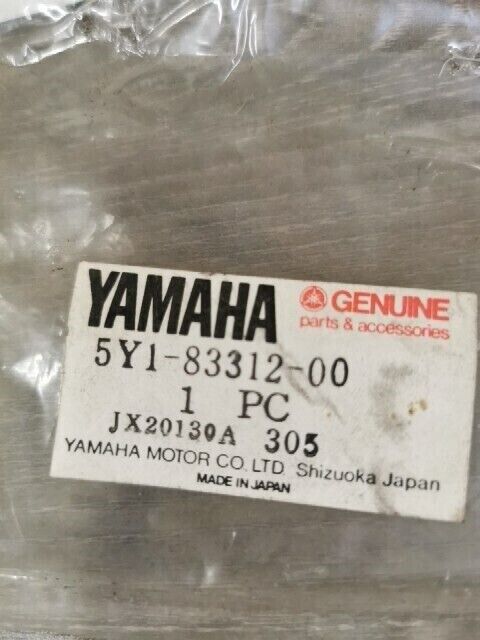 YAMAHA GENUINE
parts & accessories
5Y1-83312-00
1 PC
JX20130A 305
YAMAHA MOTOR CO. LTD Shizuoka Japan
MADE IN JAPAN